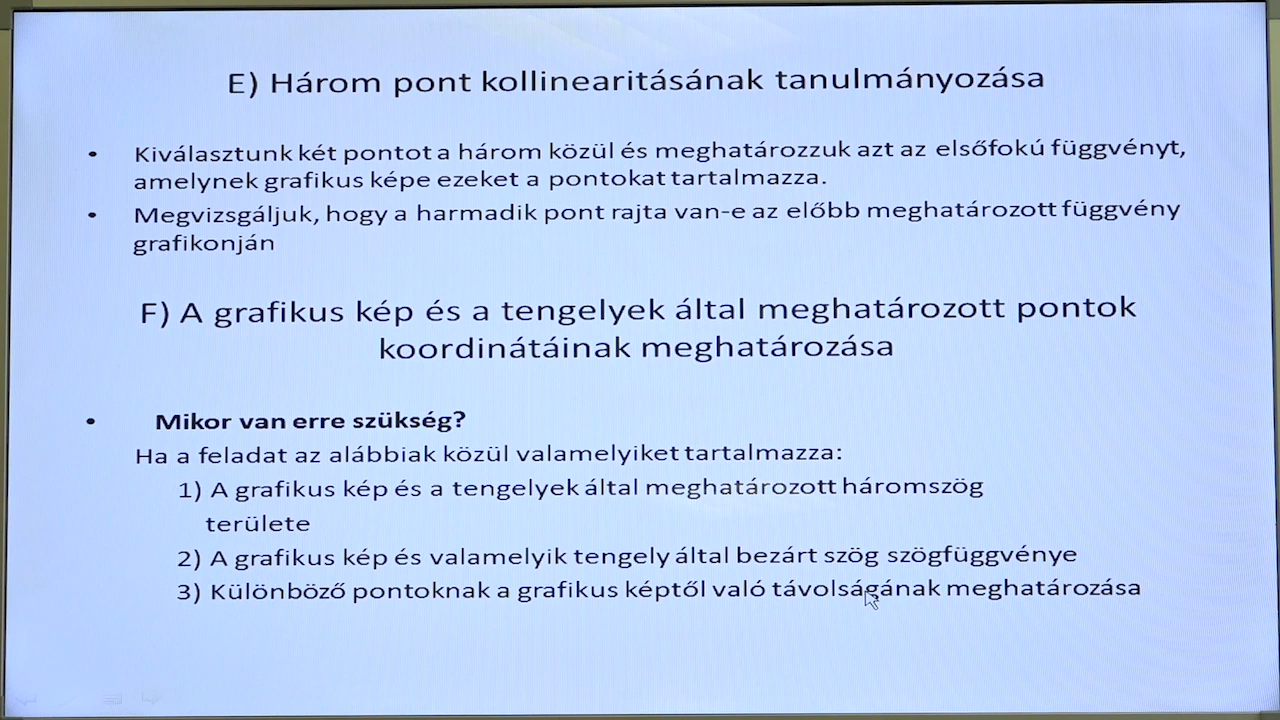 E) Három pont kollinearitásának tanulmányozása
• Kiválasztunk két pontot a három közül és meghatározzuk azt az elsőfokú függvényt,
amelynek grafikus képe ezeket a pontokat tartalmazza.
• Megvizsgáljuk, hogy a harmadik pont rajta van-e az előbb meghatározott függvény
grafikonján
F) A grafikus kép és a tengelyek által meghatározott pontok
koordinátáinak meghatározása
• Mikor van erre szükség?
Ha a feladat az alábbiak közül valamelyiket tartalmazza:
1) A grafikus kép és a tengelyek által meghatározott háromszög
területe
2) A grafikus kép és valamelyik tengely által bezárt szög szögfüggvénye
3) Különböző pontoknak a grafikus képtől való távolságának meghatározása